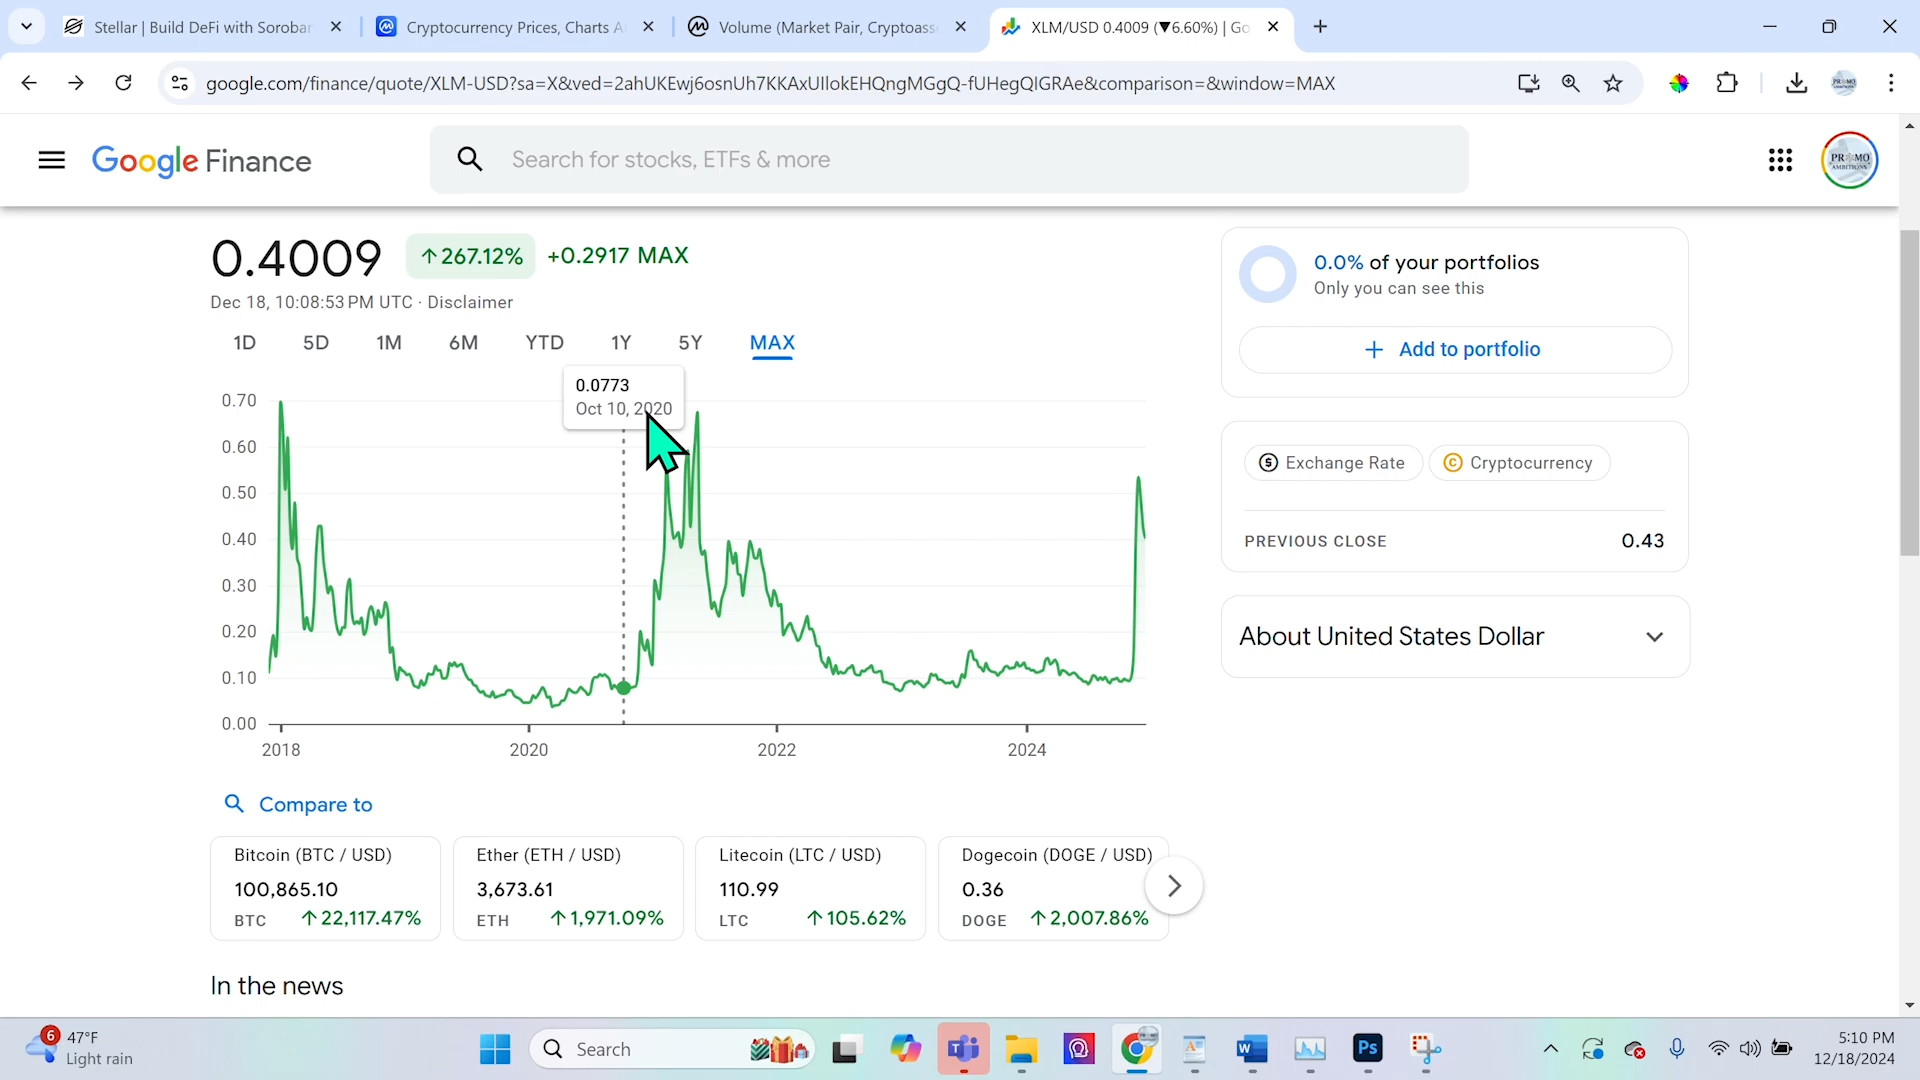 Stellar | Build DeFi with Soroban
Cryptocurrency Prices, Charts A
Volume (Market Pair, Cryptoass
XLM/USD 0.4009 (▼6.60%) | Go
google.com/finance/quote/XLM-USD?sa=X&ved=2ahUKEwj6osnUh7KKAxUIlokEHQngMGgQ-fUHegQIGRAe&comparison=&window=MAX
Google Finance
Search for stocks, ETFs & more
PROMO
AMBITIONS
0.4009 ↑267.12% +0.2917 MAX
Dec 18, 10:08:53 PM UTC · Disclaimer
1D 5D 1M 6M YTD 1Y 5Y MAX
0.0773
Oct 10, 2020
0.70
0.60
0.50
0.40
0.30
0.20
0.10
0.00
2018 2020 2022 2024
Compare to
Bitcoin (BTC / USD)
100,865.10
BTC ↑22,117.47%
Ether (ETH / USD)
3,673.61
ETH ↑1,971.09%
Litecoin (LTC / USD)
110.99
LTC ↑105.62%
Dogecoin (DOGE / USD)
0.36
DOGE ↑2,007.86%
In the news
0.0% of your portfolios
Only you can see this
+ Add to portfolio
Exchange Rate
Cryptocurrency
PREVIOUS CLOSE 0.43
About United States Dollar
6
47°F
Light rain
Search
T
W
Ps
5:10 PM
12/18/2024